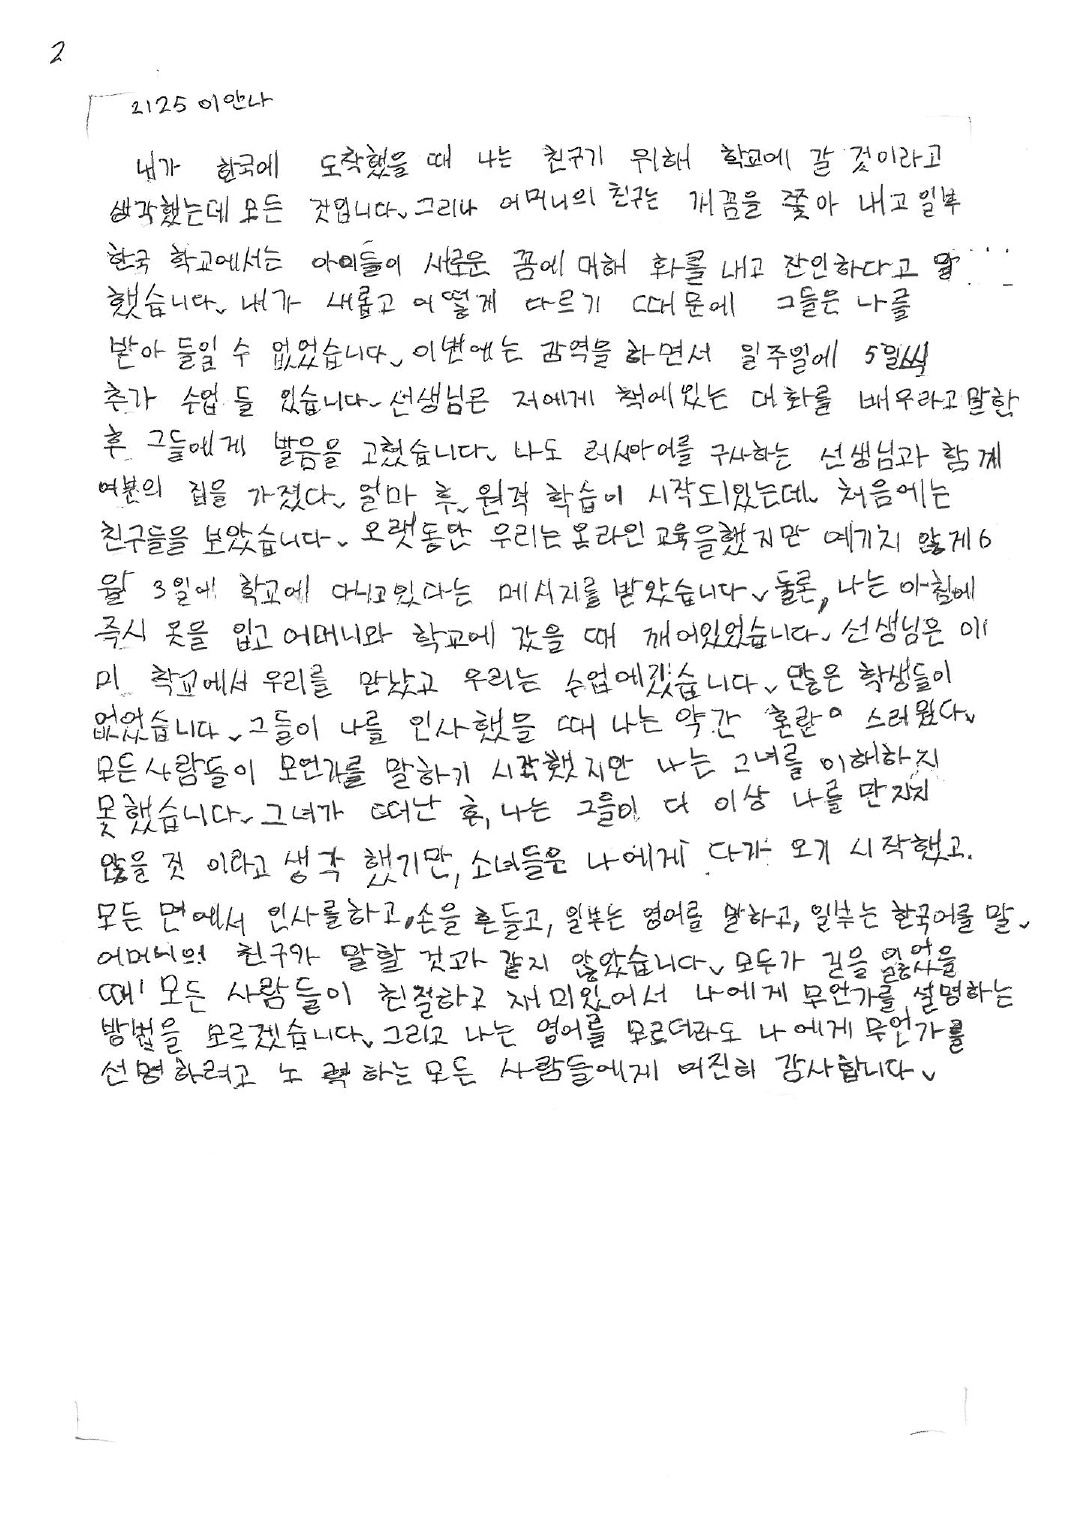 2
2125 이안나
내가 한국에 도착했을 때 나는 친구기 위해 학교에 갈 것이라고
생각했는데 모든 것입니다. 그러나 어머니의 친구는 깨꿈을 쫓아 내고 일부
한국 학교에서는 아이들이 새로운 꿈에 대해 화를 내고 잔인하다고 말
했습니다. 내가 새롭고 어떻게 다르기 때문에 그들은 나를
받아 들일 수 없었습니다. 이번에는 감역을 하면서 일주일에 5일씩
추가 수업 들 있습니다. 선생님은 저에게 책에있는 대화를 배우라고 말한
후 그들에게 발음을 고쳤습니다. 나도 러시아어를 구사하는 선생님과 함께
여분의 집을 가졌다. 얼마 후, 원격 학습이 시작되있는데. 처음에는
친구들을 보았습니다. 오랫동안 우리는 온라인 교육을했지만 예기치 않게 6
월 3일에 학교에 다니고있다는 메시지를 받았습니다. 물론, 나는 아침에
즉시 옷을 입고 어머니와 학교에 갔을 때 깨어있었습니다. 선생님은 이
미 학교에서 우리를 만났고 우리는 수업에갔습니다. 많은 학생들이
없었습니다. 그들이 나를 인사했을 때 나는 약간 혼란 스러웠다.
모든사람들이 모언가를 말하기 시작했지만 나는 그녀를 이해하지
못했습니다. 그녀가 떠난 후, 나는 그들이 더 이상 나를 만지지
않을 것 이라고 생각 했기만, 소녀들은 나에게 다가 오기 시작했고.
모든 면에서 인사를하고, 손을 흔들고, 일부는 영어를 말하고, 일부는 한국어를 말.
어머니의 친구가 말할 것과 같지 않았습니다. 모두가 길을 잃었을
때 모든 사람들이 친절하고 재미있어서 나에게 무언가를 설명하는
방법을 모르겠습니다. 그리고 나는 영어를 모르더라도 나에게 무언가를
선명하려고 노력하는 모든 사람들에게 여진히 감사합니다.